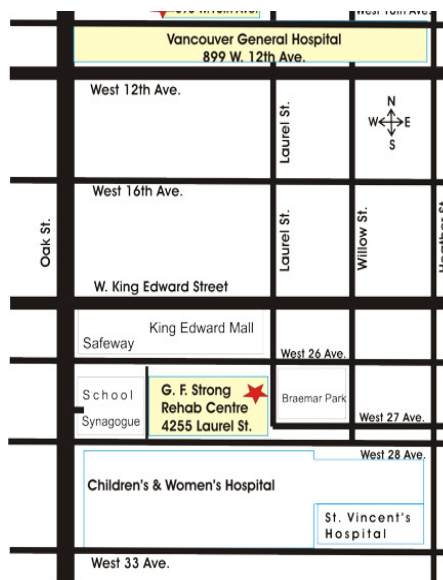 Vancouver General Hospital
899 W. 12th Ave.
West 12th Ave.
Laurel St.
N
W E
S
West 16th Ave.
Oak St.
Laurel St.
Willow St.
Heather St.
W. King Edward Street
King Edward Mall
Safeway
West 26 Ave.
School
Synagogue
G. F. Strong
Rehab Centre
4255 Laurel St.
Braemar Park
West 27 Ave.
West 28 Ave.
Children's & Women's Hospital
St. Vincent's
Hospital
West 33 Ave.